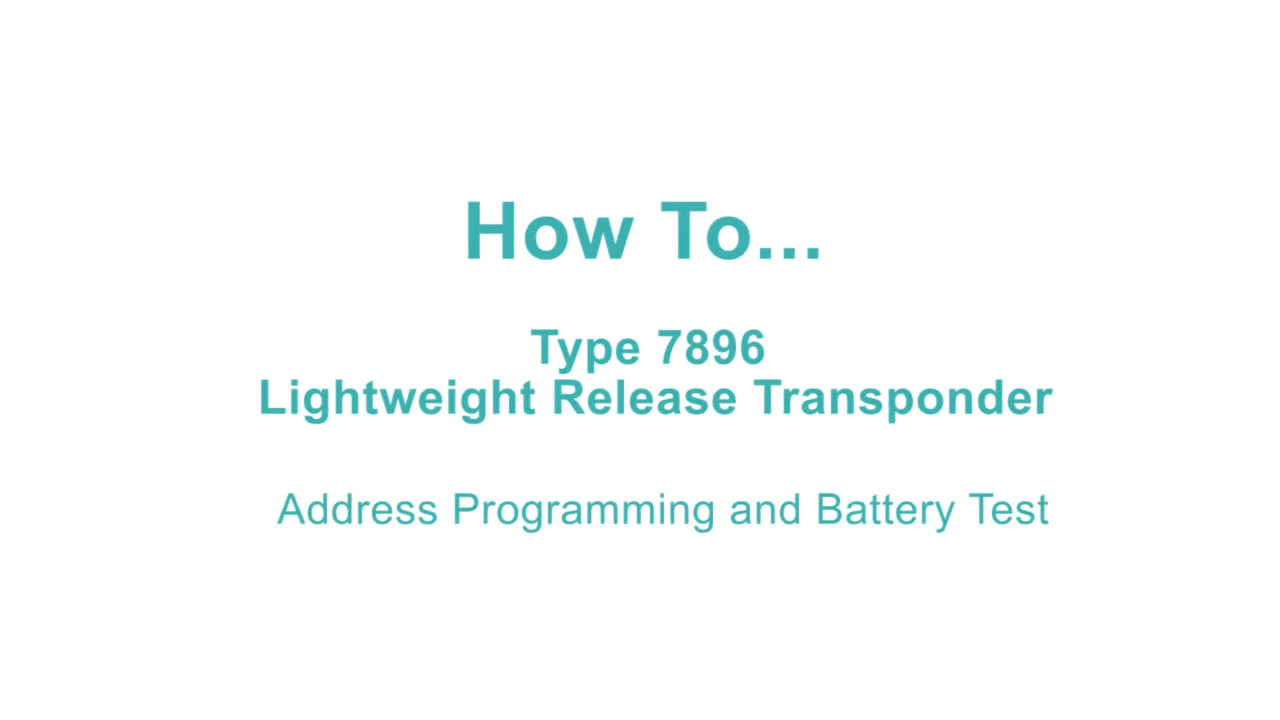 How To...
Type 7896
Lightweight Release Transponder
Address Programming and Battery Test